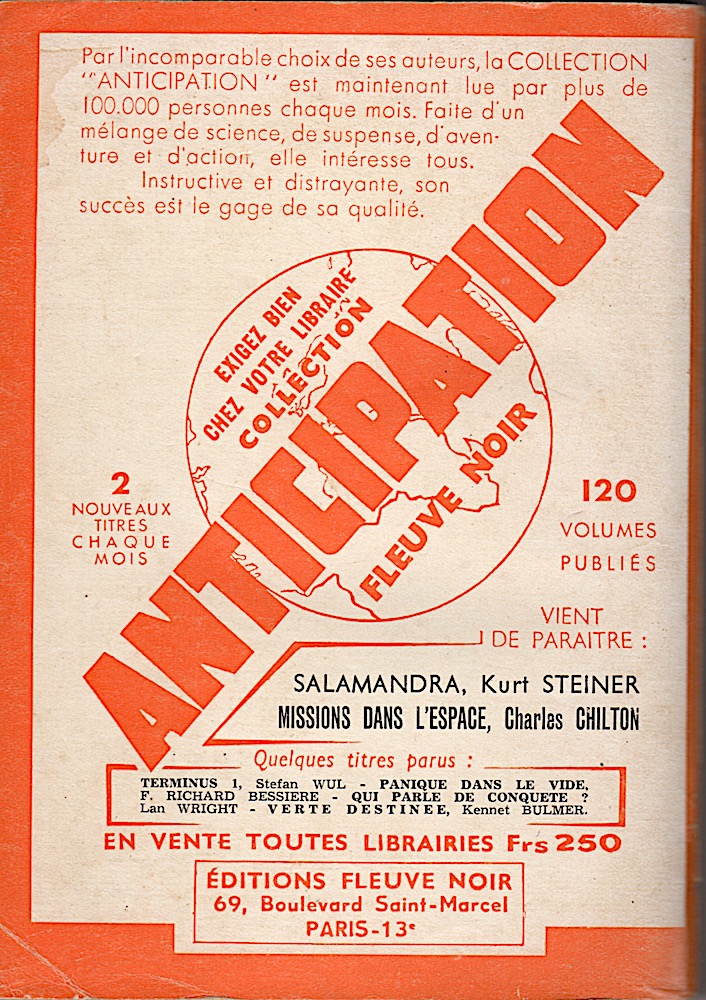 Par l'incomparable choix de ses auteurs, la COLLECTION
"ANTICIPATION" est maintenant lue par plus de
100.000 personnes chaque mois. Faite d'un
mélange de science, de suspense, d'aven-
ture et d'action, elle intéresse tous.
Instructive et distrayante, son
succès est le gage de sa qualité.
EXIGEZ BIEN
CHEZ VOTRE LIBRAIRE
COLLECTION
ANTICIPATION
FLEUVE NOIR
2
NOUVEAUX
TITRES
CHAQUE
MOIS
120
VOLUMES
PUBLIÉS
VIENT
DE PARAITRE :
SALAMANDRA, Kurt STEINER
MISSIONS DANS L'ESPACE, Charles CHILTON
Quelques titres parus :
TERMINUS 1, Stefan WUL - PANIQUE DANS LE VIDE,
F. RICHARD BESSIERE - QUI PARLE DE CONQUETE ?
Lan WRIGHT - VERTE DESTINEE, Kennet BULMER.
EN VENTE TOUTES LIBRAIRIES Frs 250
ÉDITIONS FLEUVE NOIR
69, Boulevard Saint-Marcel
PARIS-13e